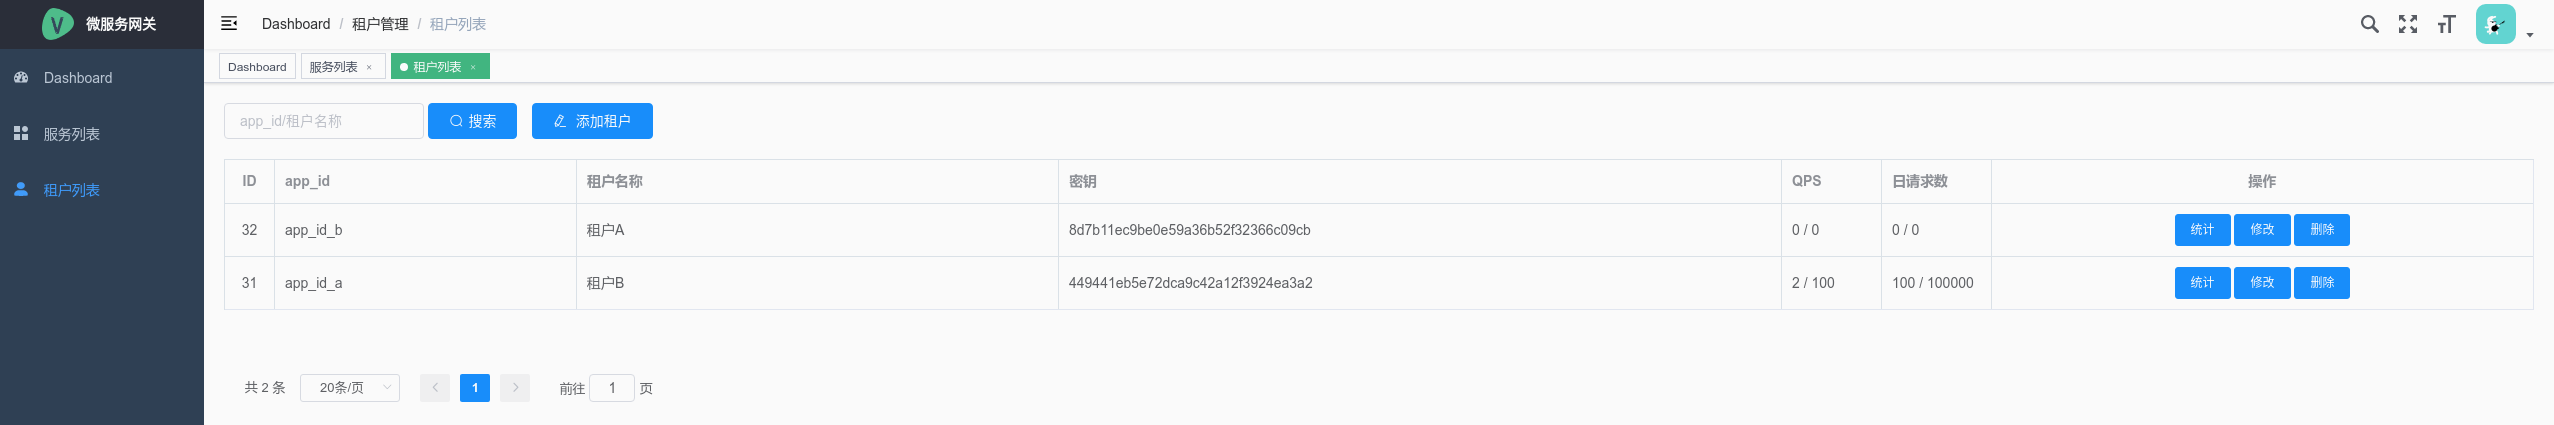 微服务网关
Dashboard / 租户管理 / 租户列表
Dashboard
服务列表
租户列表
Dashboard 服务列表 × 租户列表 ×
app_id/租户名称 搜索 添加租户
ID app_id 租户名称 密钥 QPS 日请求数 操作
32 app_id_b 租户A 8d7b11ec9be0e59a36b52f32366c09cb 0 / 0 0 / 0 统计 修改 删除
31 app_id_a 租户B 449441eb5e72dca9c42a12f3924ea3a2 2 / 100 100 / 100000 统计 修改 删除
共 2 条 20条/页 1 前往 1 页